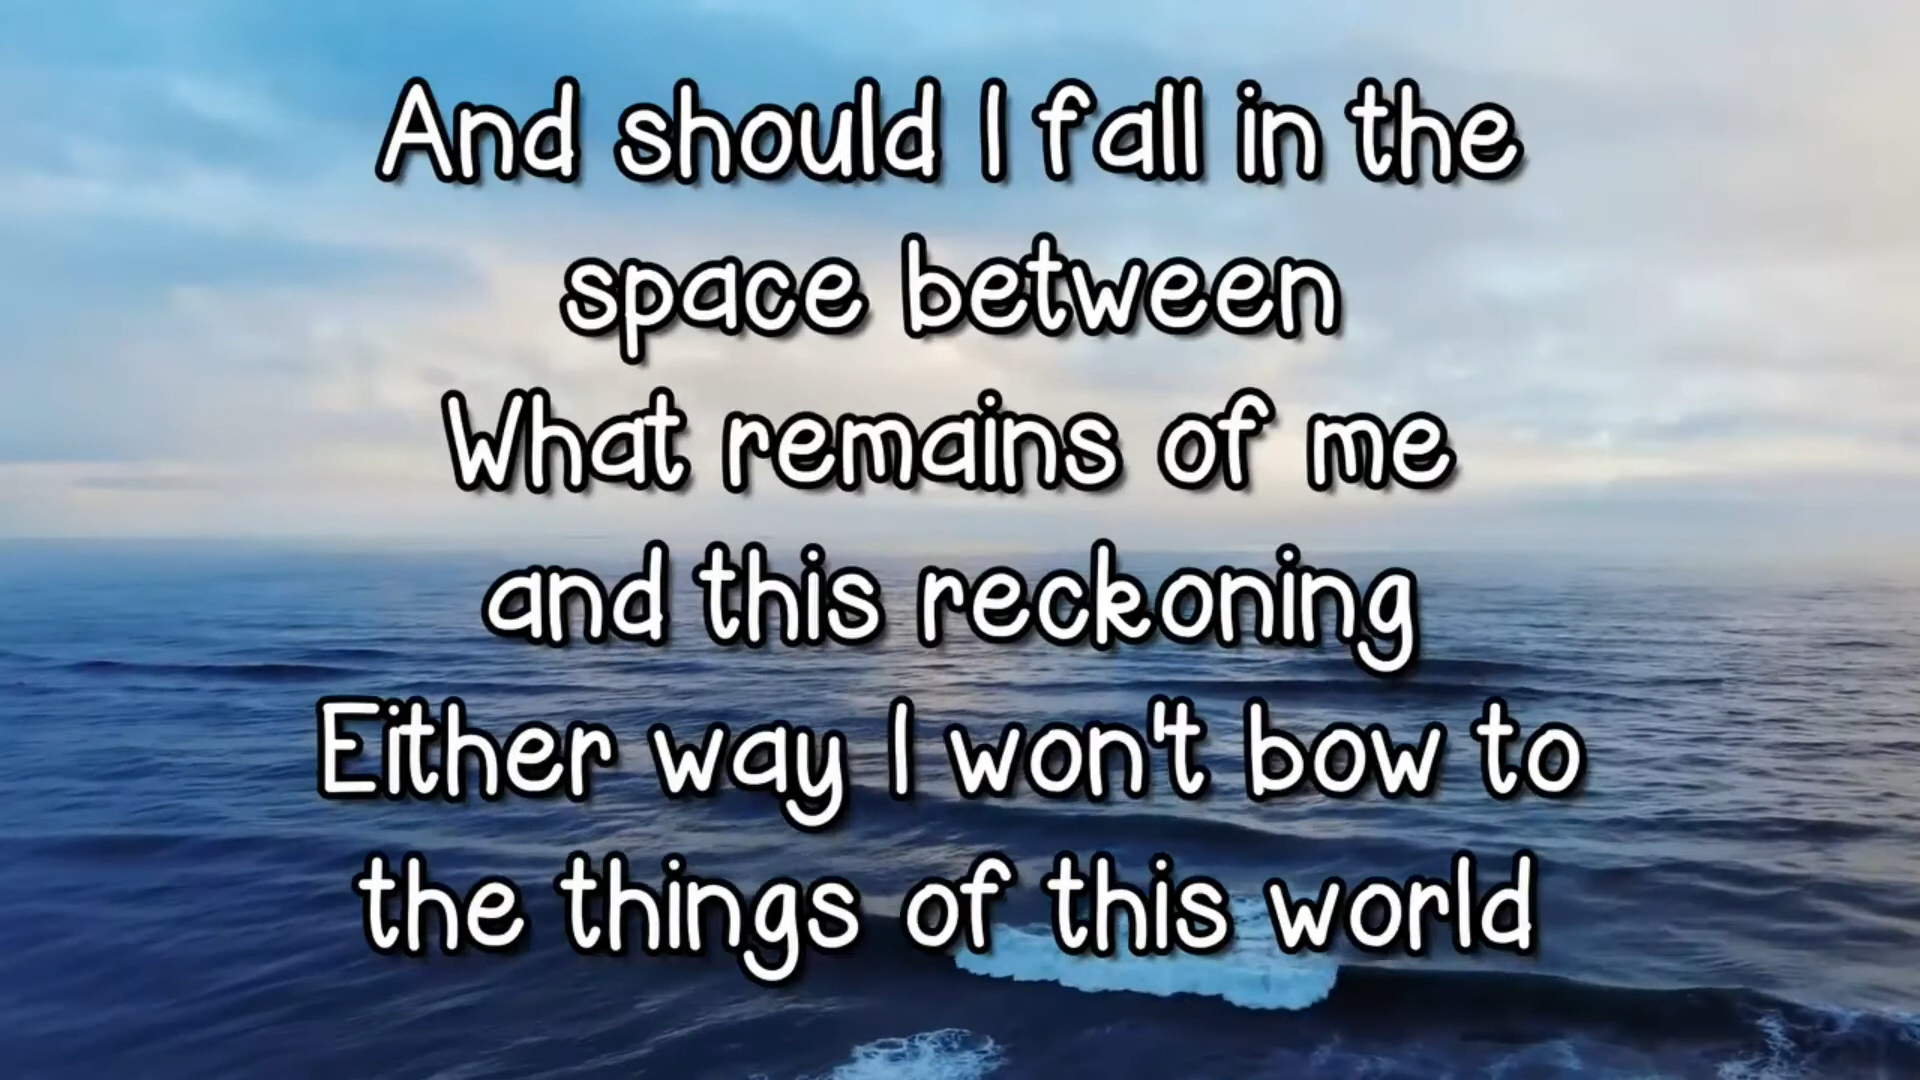 And should I fall in the
space between
What remains of me
and this reckoning
Either way I won't bow to
the things of this world